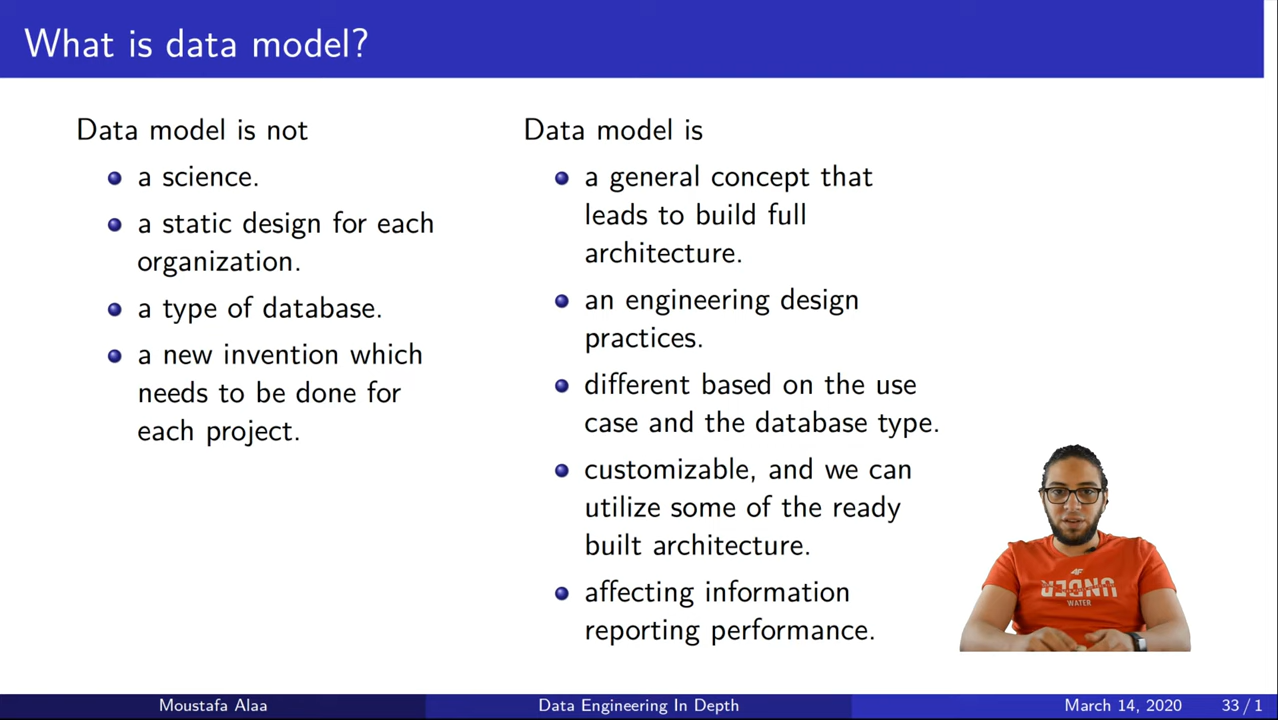 What is data model?
Data model is not
a science.
a static design for each
organization.
a type of database.
a new invention which
needs to be done for
each project.
Data model is
a general concept that
leads to build full
architecture.
an engineering design
practices.
different based on the use
case and the database type.
customizable, and we can
utilize some of the ready
built architecture.
affecting information
reporting performance.
UNDER
WATER
Moustafa Alaa
Data Engineering In Depth
March 14, 2020
33 / 1